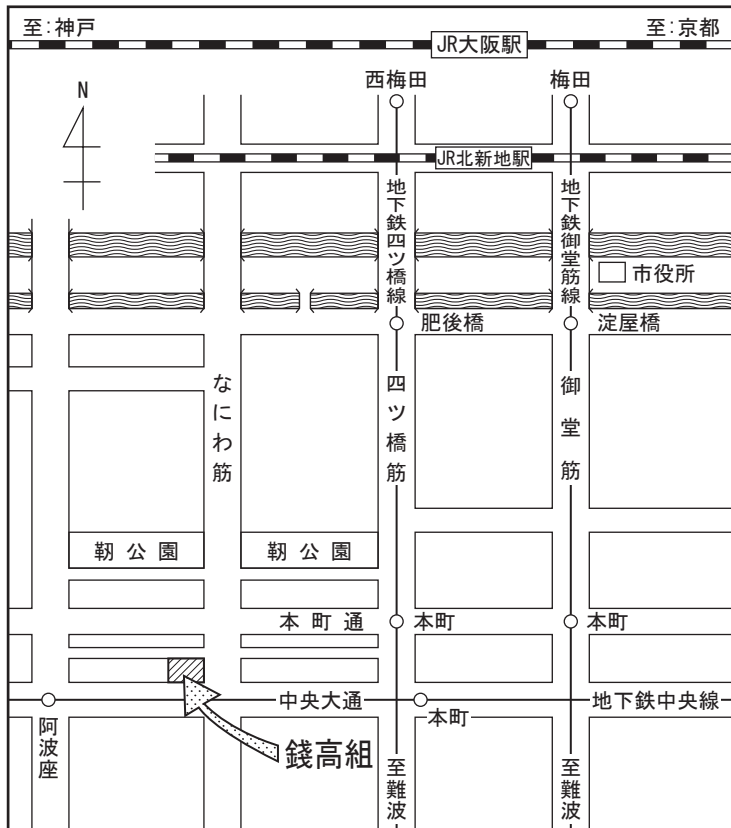 至：神戸
至：京都
JR大阪駅
N
西梅田
梅田
JR北新地駅
地下鉄四ツ橋線
地下鉄御堂筋線
市役所
肥後橋
淀屋橋
なにわ筋
四ツ橋筋
御堂筋
靭公園
靭公園
本町通
本町
本町
中央大通
地下鉄中央線
本町
阿波座
錢高組
至難波
至難波